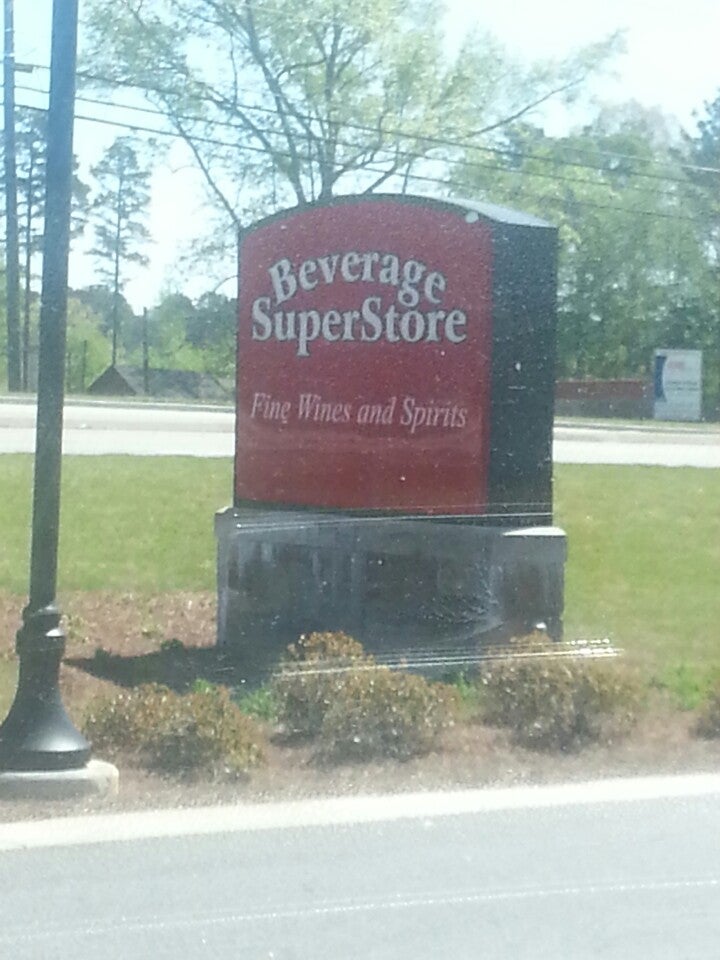 Beverage
SuperStore
Fine Wines and Spirits